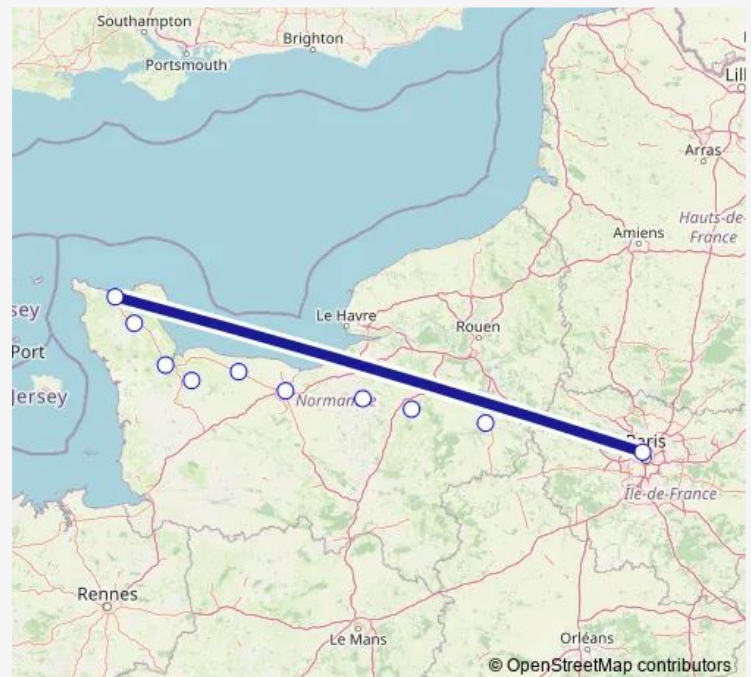 Southampton
Brighton
Portsmouth
Lil
Arras
Hauts-de-
France
Amiens
sey
Le Havre
Rouen
Port
Jersey
Normandie
Paris
Île-de-France
Rennes
Le Mans
Orléans
© OpenStreetMap contributors